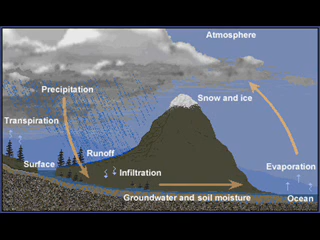 Atmosphere
Precipitation
Snow and ice
Transpiration
Surface
Runoff
Infiltration
Evaporation
Groundwater and soil moisture
Ocean